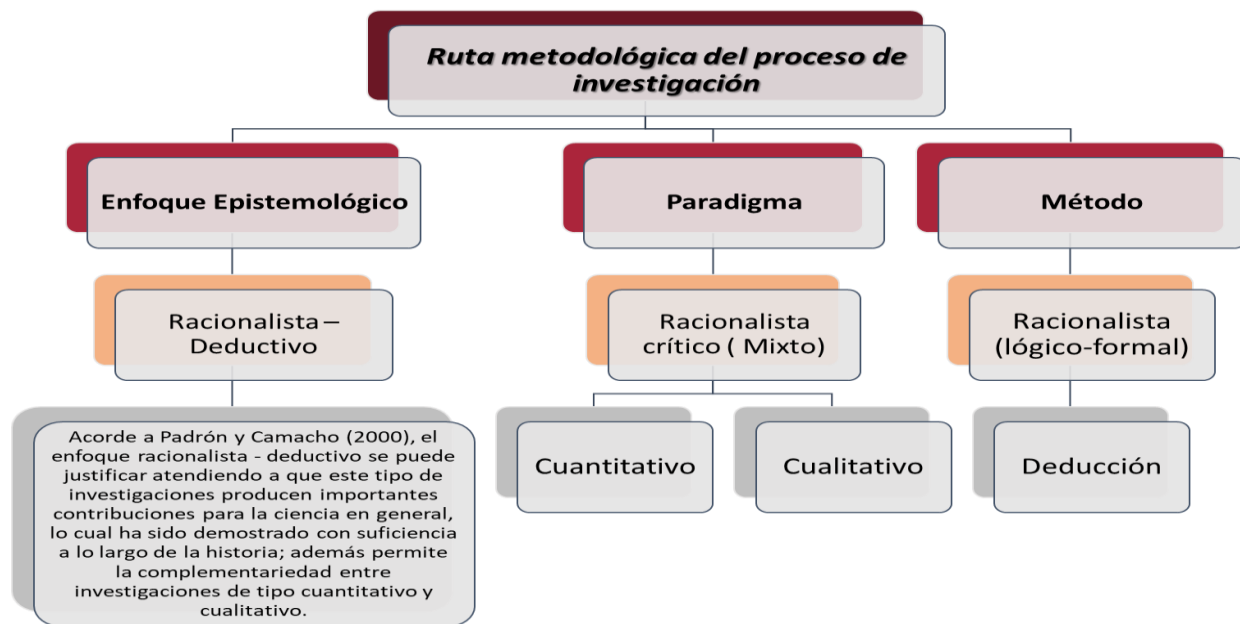 Ruta metodológica del proceso de
investigación
Enfoque Epistemológico
Paradigma
Método
Racionalista –
Deductivo
Racionalista
crítico ( Mixto)
Racionalista
(lógico-formal)
Acorde a Padrón y Camacho (2000), el
enfoque racionalista - deductivo se puede
justificar atendiendo a que este tipo de
investigaciones producen importantes
contribuciones para la ciencia en general,
lo cual ha sido demostrado con suficiencia
a lo largo de la historia; además permite
la complementariedad entre
investigaciones de tipo cuantitativo y
cualitativo.
Cuantitativo
Cualitativo
Deducción